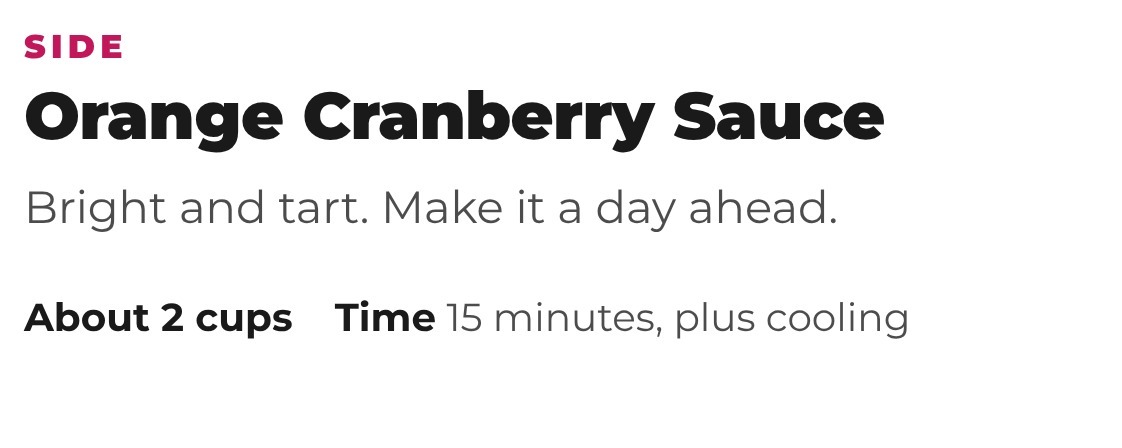 SIDE
Orange Cranberry Sauce
Bright and tart. Make it a day ahead.
About 2 cups Time 15 minutes, plus cooling